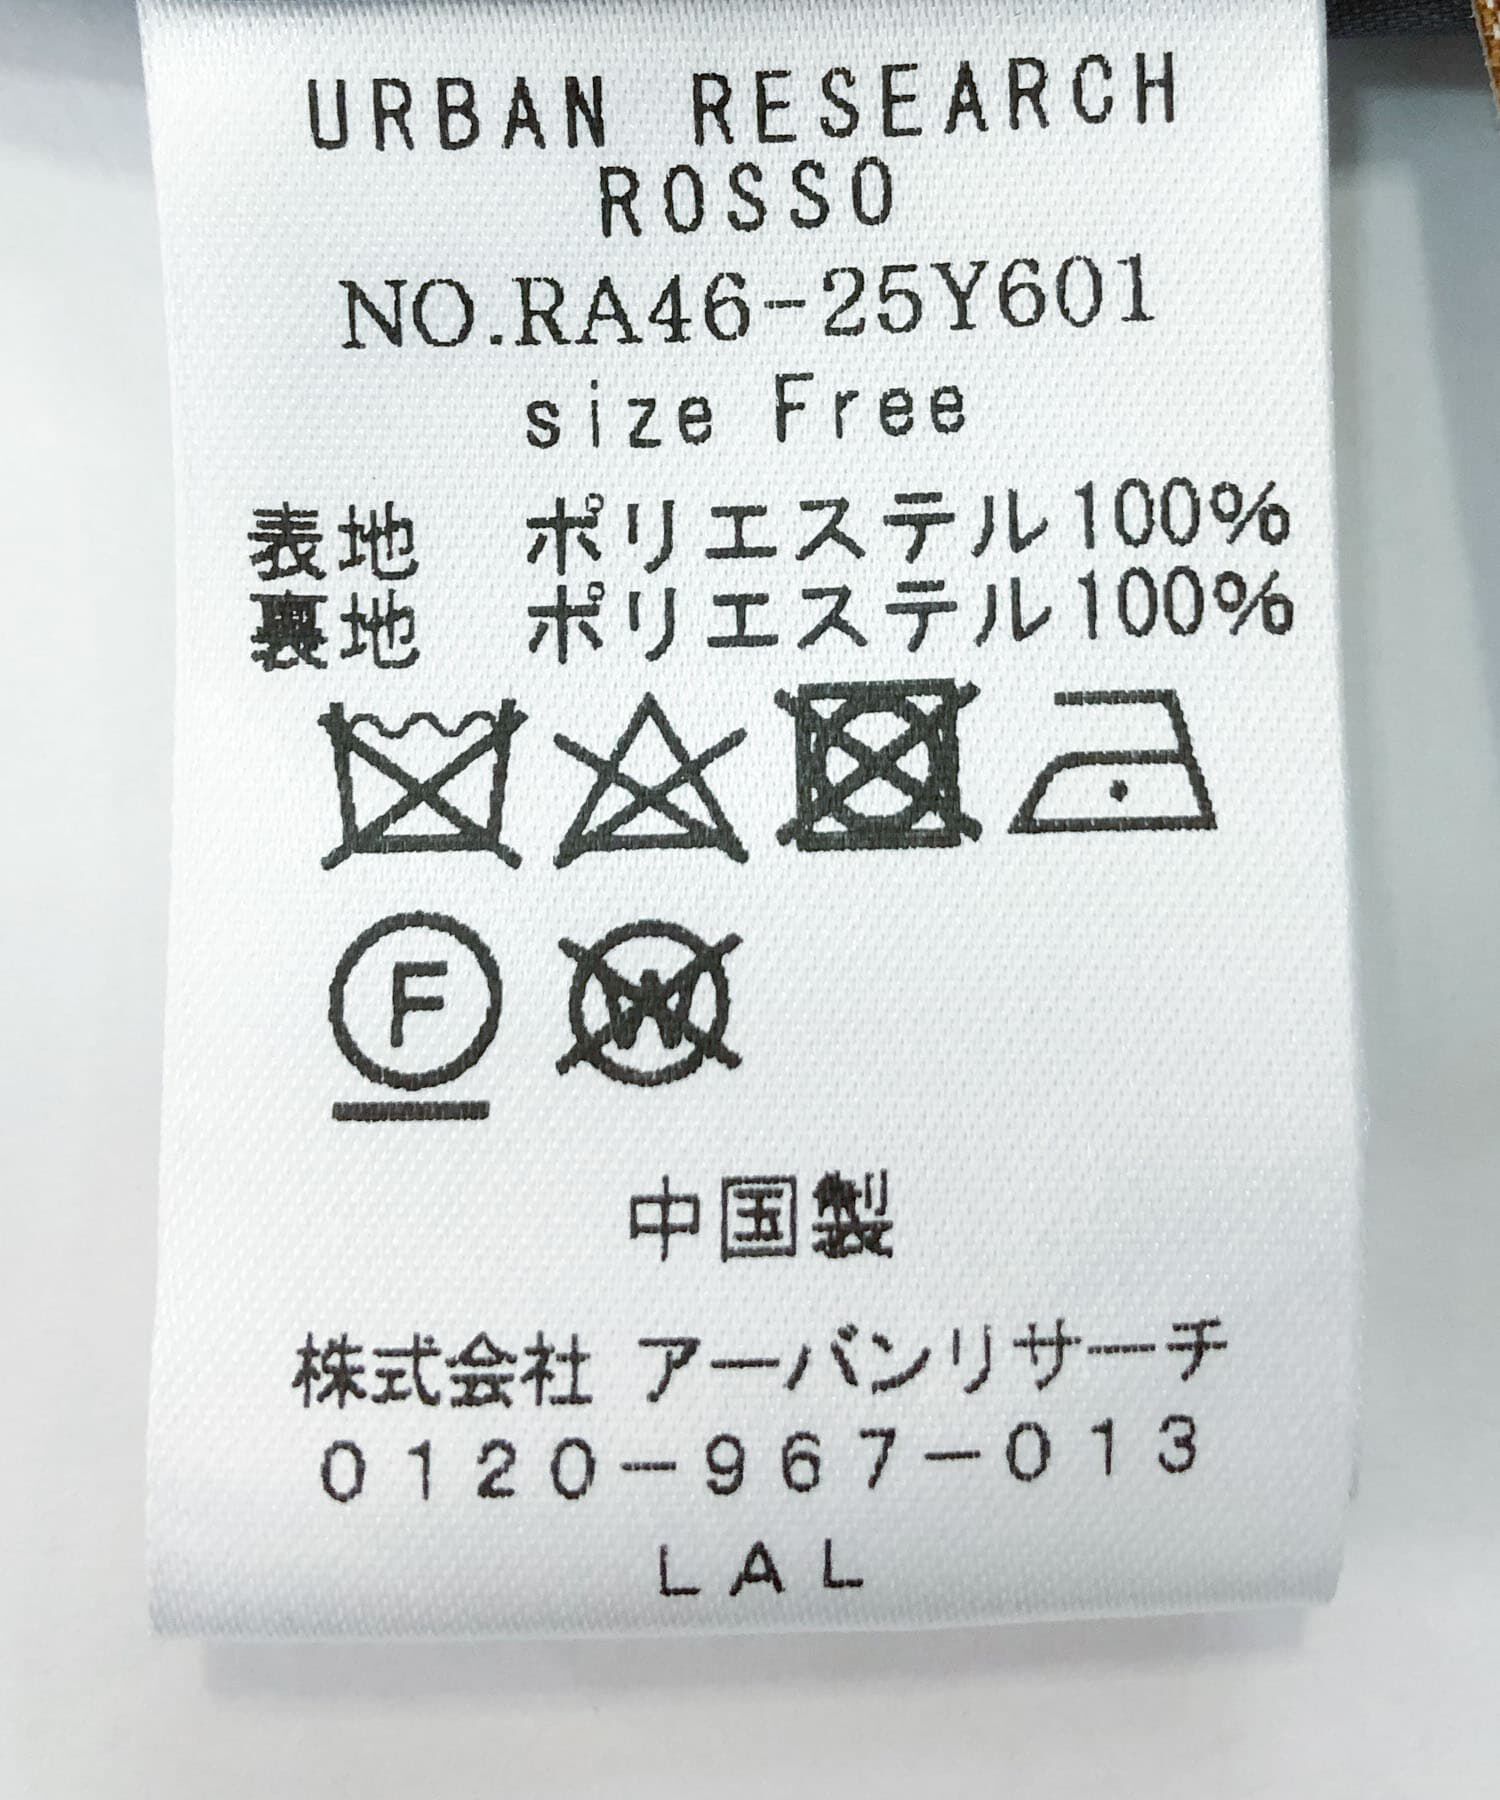 URBAN RESEARCH
ROSSO
NO.RA46-25Y601
size Free
表地 ポリエステル100%
裏地 ポリエステル100%
F W
中国製
株式会社 アーバンリサーチ
0120-967-013
LAL